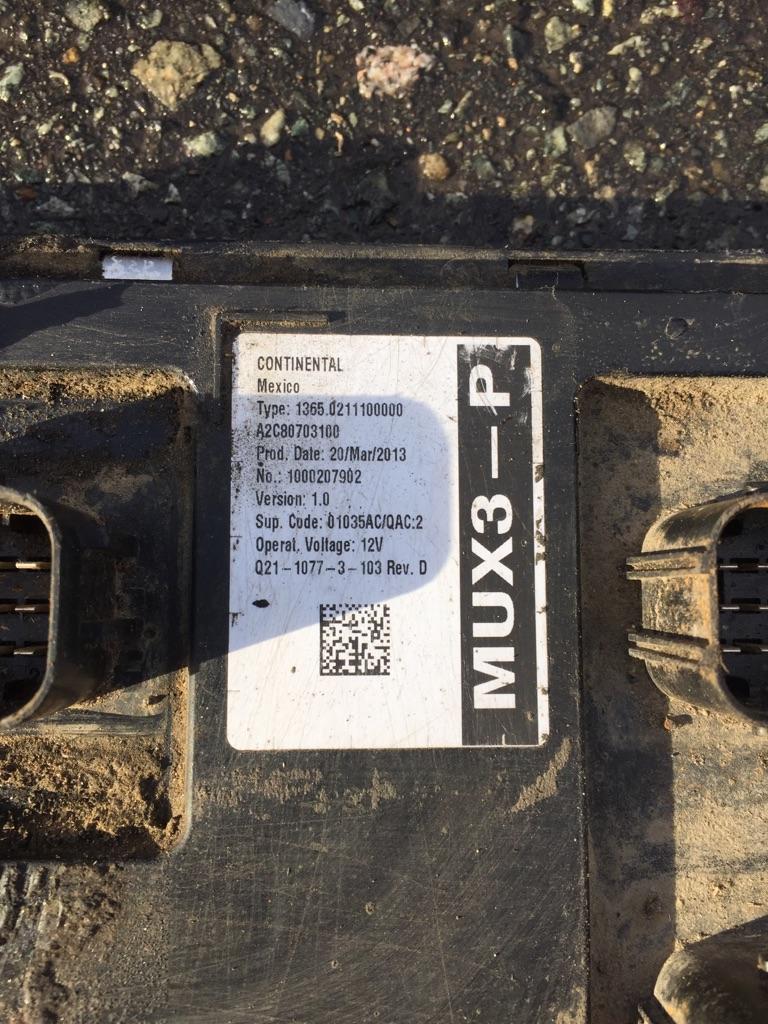 CONTINENTAL
Mexico
Type: 1365.0211100000
A2C80703100
Prod. Date: 20/Mar/2013
No.: 1000207902
Version: 1.0
Sup. Code: 01035AC/QAC:2
Operat. Voltage: 12V
Q21-1077-3-103 Rev. D
MUX3-P